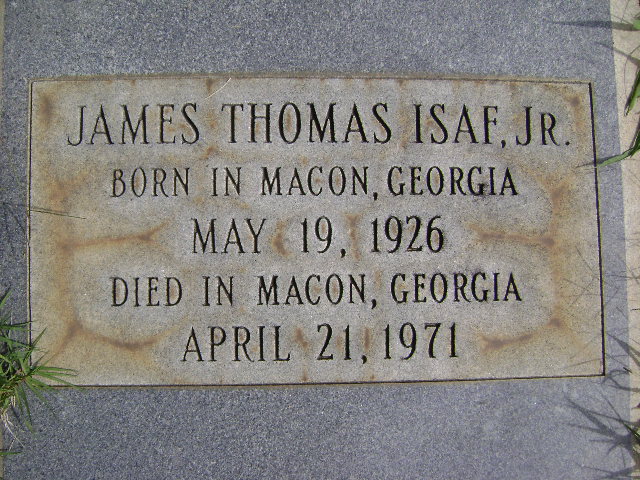 JAMES THOMAS ISAF, JR.
BORN IN MACON, GEORGIA
MAY 19, 1926
DIED IN MACON, GEORGIA
APRIL 21, 1971